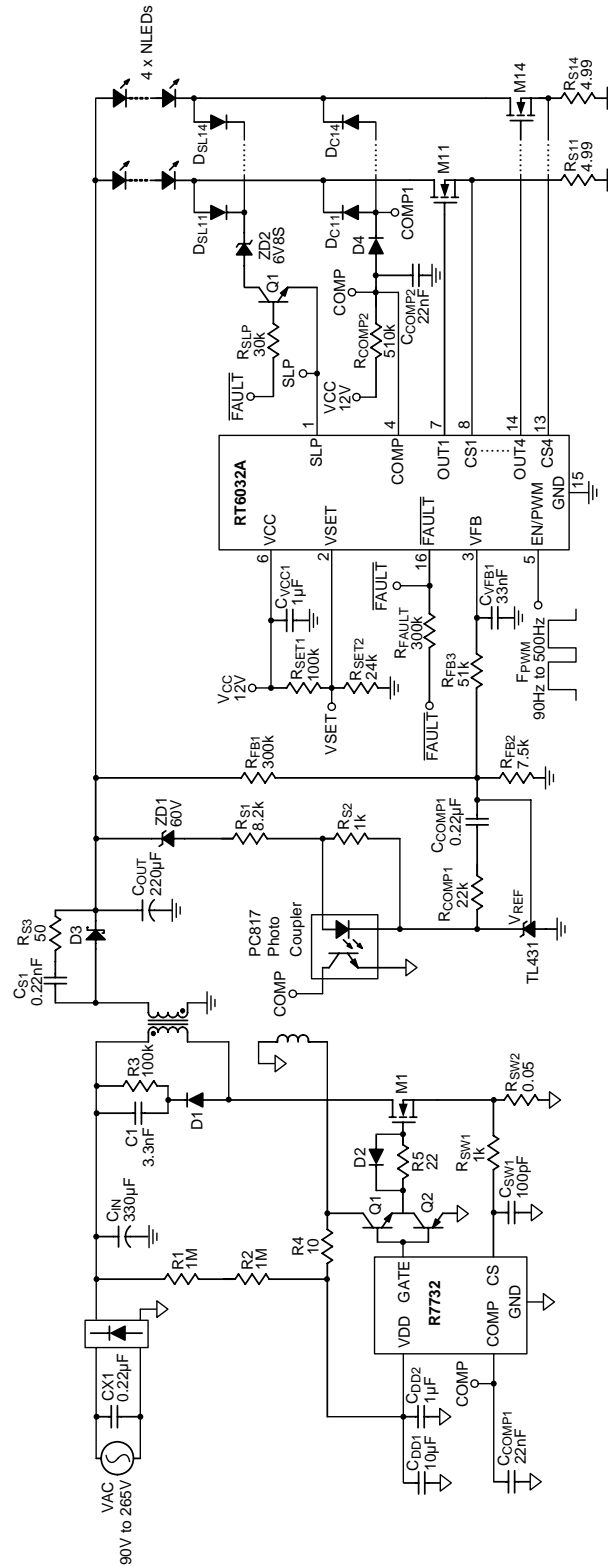 VAC
90V to 265V
CX1
0.22µF
CIN
330µF
R1
1M
R2
1M
R4
10
C1
3.3nF
R3
100k
D1
CS1
0.22nF
RS3
50
D3
COUT
220µF
ZD1
60V
RS1
8.2k
RS2
1k
PC817
Photo
Coupler
COMP
RCOMP1
22k
CCOMP1
0.22µF
VREF
TL431
RFB1
300k
RFB2
7.5k
RFB3
51k
CVFB1
33nF
CDD1
10µF
CDD2
1µF
VDD
GATE
R7732
COMP
CS
GND
COMP
CCOMP1
22nF
Q1
Q2
D2
R5
22
M1
RSW1
1k
CSW1
100pF
RSW2
0.05
VCC
12V
CVCC1
1µF
RSET1
100k
RSET2
24k
VSET
FAULT
RFAULT
300k
FAULT
FPWM
90Hz to 500Hz
RT6032A
6
VCC
2
VSET
16
FAULT
3
VFB
5
EN/PWM
GND
15
SLP
1
COMP
4
OUT1
7
CS1
8
OUT4
14
CS4
13
FAULT
RSLP
30k
SLP
Q1
ZD2
6V8S
VCC
12V
RCOMP2
510k
COMP
CCOMP2
22nF
D4
COMP1
DSL11
DSL14
DC11
DC14
4 x NLEDs
M11
M14
RS11
4.99
RS14
4.99